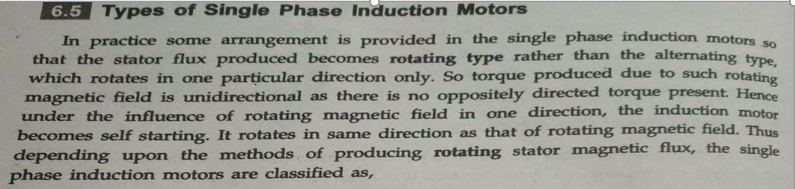 6.5 Types of Single Phase Induction Motors
In practice some arrangement is provided in the single phase induction motors so
that the stator flux produced becomes rotating type rather than the alternating type,
which rotates in one particular direction only. So torque produced due to such rotating
magnetic field is unidirectional as there is no oppositely directed torque present. Hence
under the influence of rotating magnetic field in one direction, the induction motor
becomes self starting. It rotates in same direction as that of rotating magnetic field. Thus
depending upon the methods of producing rotating stator magnetic flux, the single
phase induction motors are classified as,